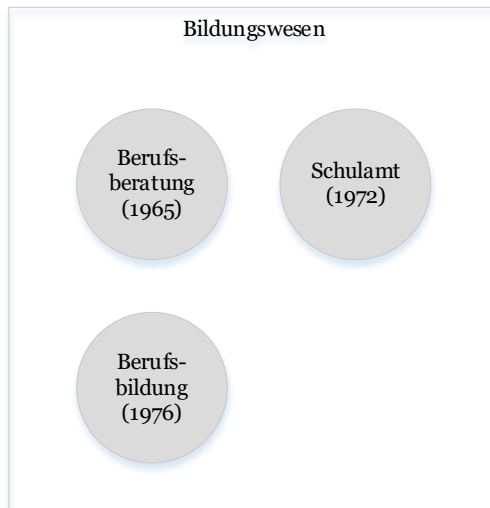 Bildungswesen
Berufs-
beratung
(1965)
Schulamt
(1972)
Berufs-
bildung
(1976)